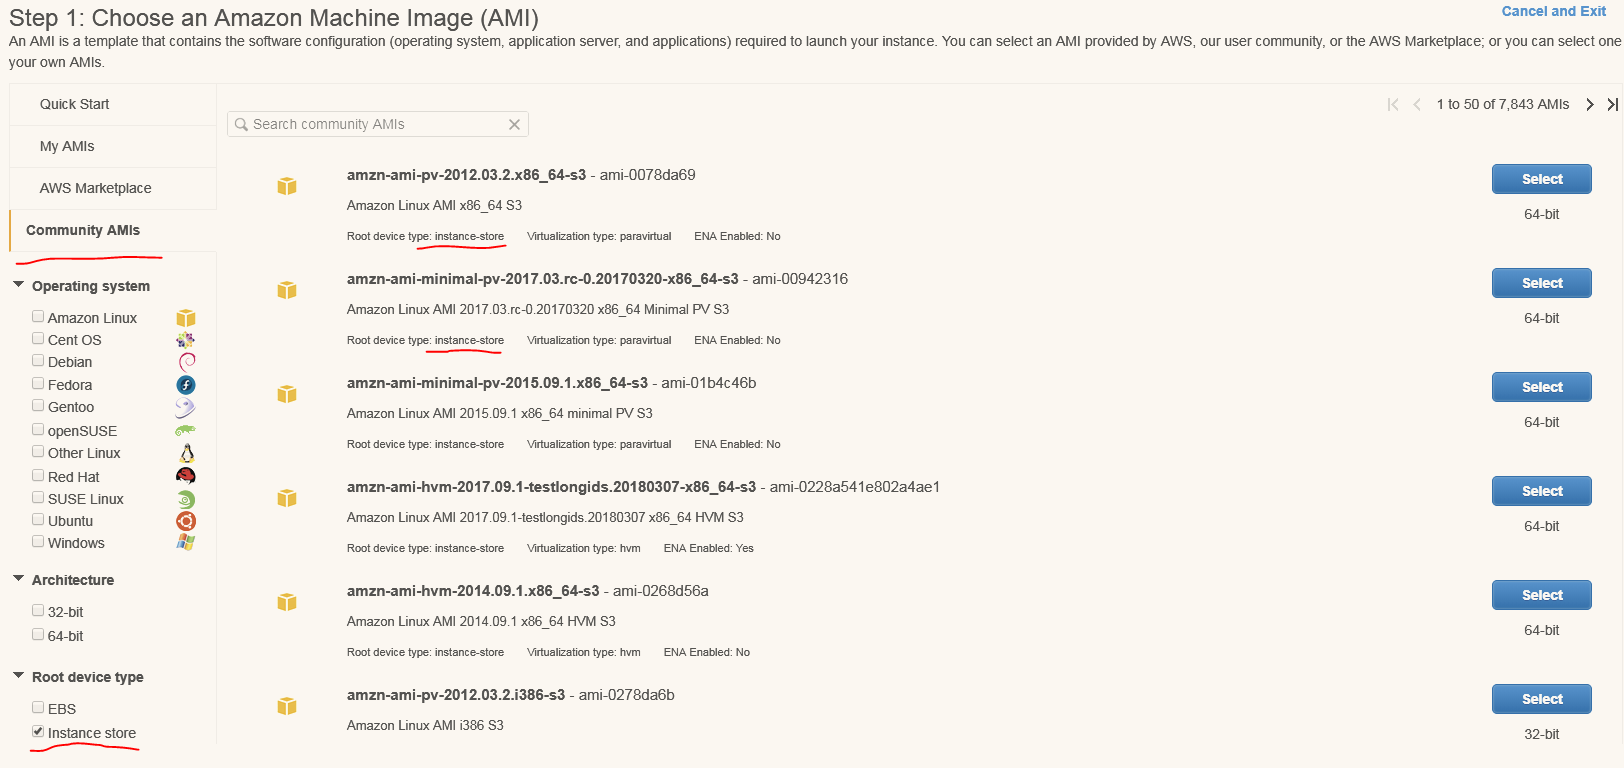 Step 1: Choose an Amazon Machine Image (AMI)
Cancel and Exit
An AMI is a template that contains the software configuration (operating system, application server, and applications) required to launch your instance. You can select an AMI provided by AWS, our user community, or the AWS Marketplace; or you can select one
your own AMIs.
Quick Start
My AMIs
AWS Marketplace
Community AMIs
Operating system
Amazon Linux
Cent OS
Debian
Fedora
Gentoo
openSUSE
Other Linux
Red Hat
SUSE Linux
Ubuntu
Windows
Architecture
32-bit
64-bit
Root device type
EBS
Instance store
Search community AMIs
1 to 50 of 7,843 AMIs
amzn-ami-pv-2012.03.2.x86_64-s3 - ami-0078da69
Amazon Linux AMI x86_64 S3
Root device type: instance-store Virtualization type: paravirtual ENA Enabled: No
Select
64-bit
amzn-ami-minimal-pv-2017.03.rc-0.20170320-x86_64-s3 - ami-00942316
Amazon Linux AMI 2017.03.rc-0.20170320 x86_64 Minimal PV S3
Root device type: instance-store Virtualization type: paravirtual ENA Enabled: No
Select
64-bit
amzn-ami-minimal-pv-2015.09.1.x86_64-s3 - ami-01b4c46b
Amazon Linux AMI 2015.09.1 x86_64 minimal PV S3
Root device type: instance-store Virtualization type: paravirtual ENA Enabled: No
Select
64-bit
amzn-ami-hvm-2017.09.1-testlongids.20180307-x86_64-s3 - ami-0228a541e802a4ae1
Amazon Linux AMI 2017.09.1-testlongids.20180307 x86_64 HVM S3
Root device type: instance-store Virtualization type: hvm ENA Enabled: Yes
Select
64-bit
amzn-ami-hvm-2014.09.1.x86_64-s3 - ami-0268d56a
Amazon Linux AMI 2014.09.1 x86_64 HVM S3
Root device type: instance-store Virtualization type: hvm ENA Enabled: No
Select
64-bit
amzn-ami-pv-2012.03.2.i386-s3 - ami-0278da6b
Amazon Linux AMI i386 S3
Select
32-bit